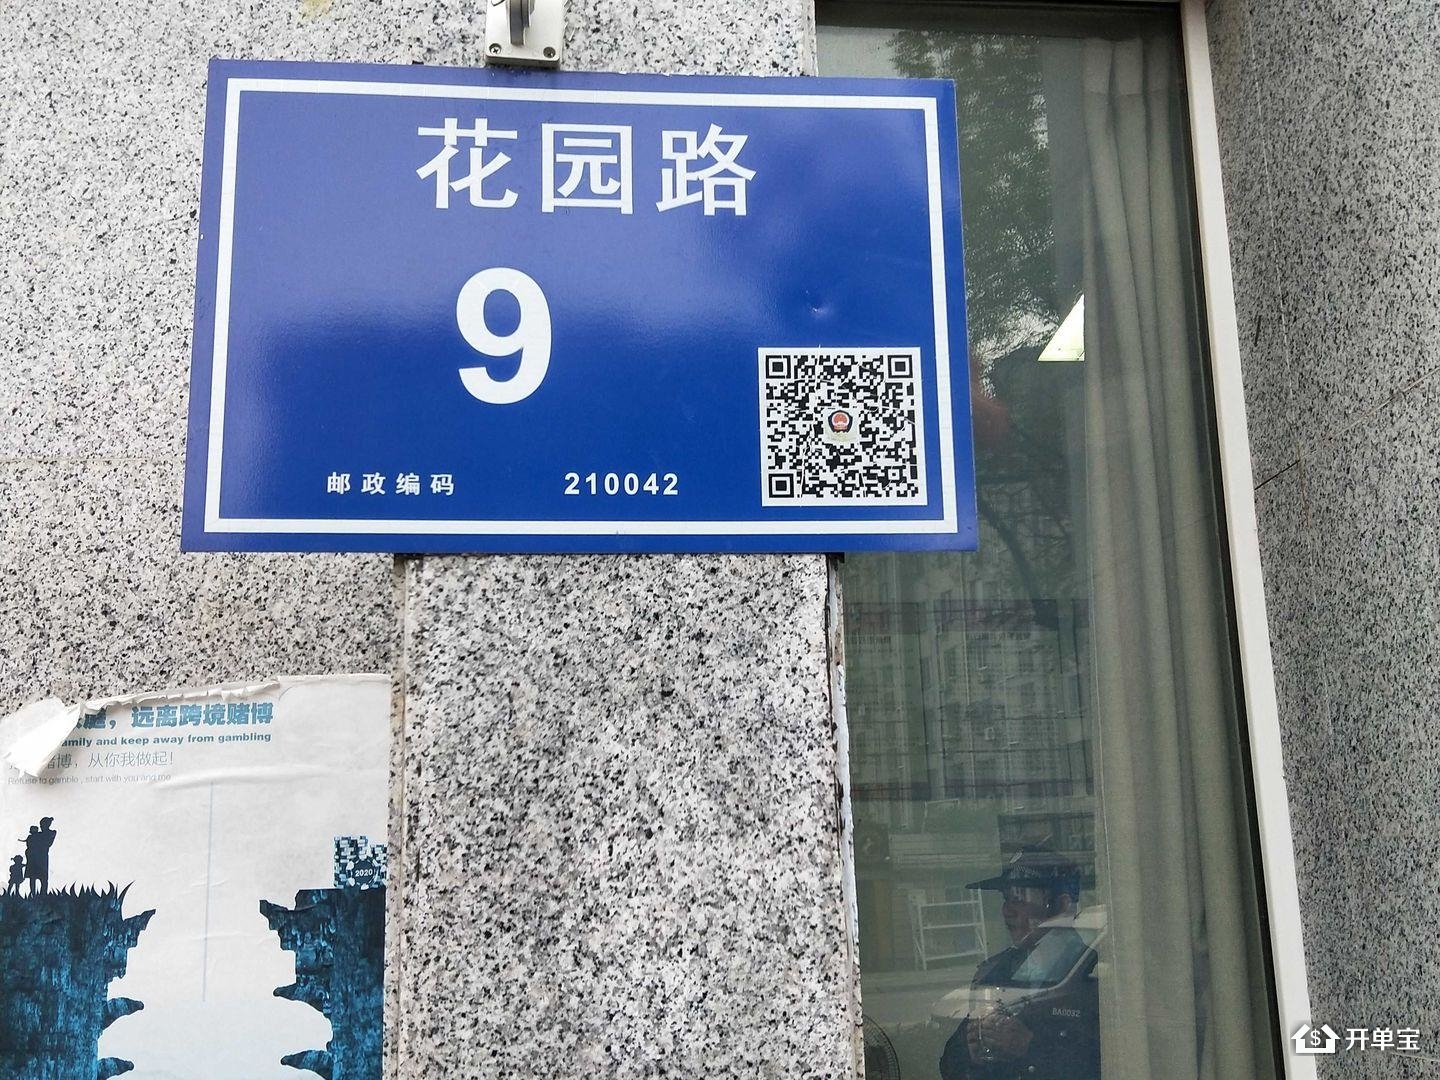 花园路
9
邮政编码 210042
，远离跨境赌博
amily and keep away from gambling
博，从你我做起！
Refuse to gamble , start with you and me
2020
BA0032
开单宝